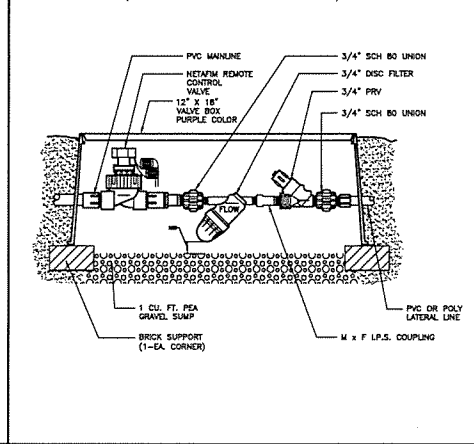 PVC MAINLINE
NETAFIM REMOTE
CONTROL
VALVE
12" X 18"
VALVE BOX
PURPLE COLOR
3/4" SCH 80 UNION
3/4" DISC FILTER
3/4" PRV
3/4" SCH 80 UNION
FLOW
1 CU. FT. PEA
GRAVEL SUMP
BRICK SUPPORT
(1-EA. CORNER)
PVC OR POLY
LATERAL LINE
M x F I.P.S. COUPLING